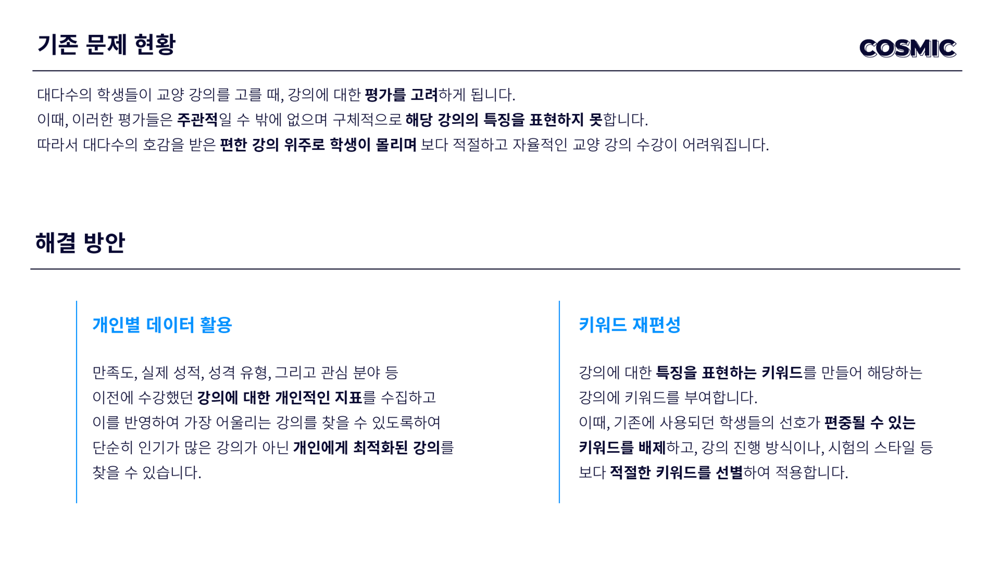 기존 문제 현황
COSMIC
대다수의 학생들이 교양 강의를 고를 때, 강의에 대한 평가를 고려하게 됩니다.
이때, 이러한 평가들은 주관적일 수 밖에 없으며 구체적으로 해당 강의의 특징을 표현하지 못합니다.
따라서 대다수의 호감을 받은 편한 강의 위주로 학생이 몰리며 보다 적절하고 자율적인 교양 강의 수강이 어려워집니다.
해결 방안
개인별 데이터 활용
만족도, 실제 성적, 성격 유형, 그리고 관심 분야 등
이전에 수강했던 강의에 대한 개인적인 지표를 수집하고
이를 반영하여 가장 어울리는 강의를 찾을 수 있도록하여
단순히 인기가 많은 강의가 아닌 개인에게 최적화된 강의를
찾을 수 있습니다.
키워드 재편성
강의에 대한 특징을 표현하는 키워드를 만들어 해당하는
강의에 키워드를 부여합니다.
이때, 기존에 사용되던 학생들의 선호가 편중될 수 있는
키워드를 배제하고, 강의 진행 방식이나, 시험의 스타일 등
보다 적절한 키워드를 선별하여 적용합니다.